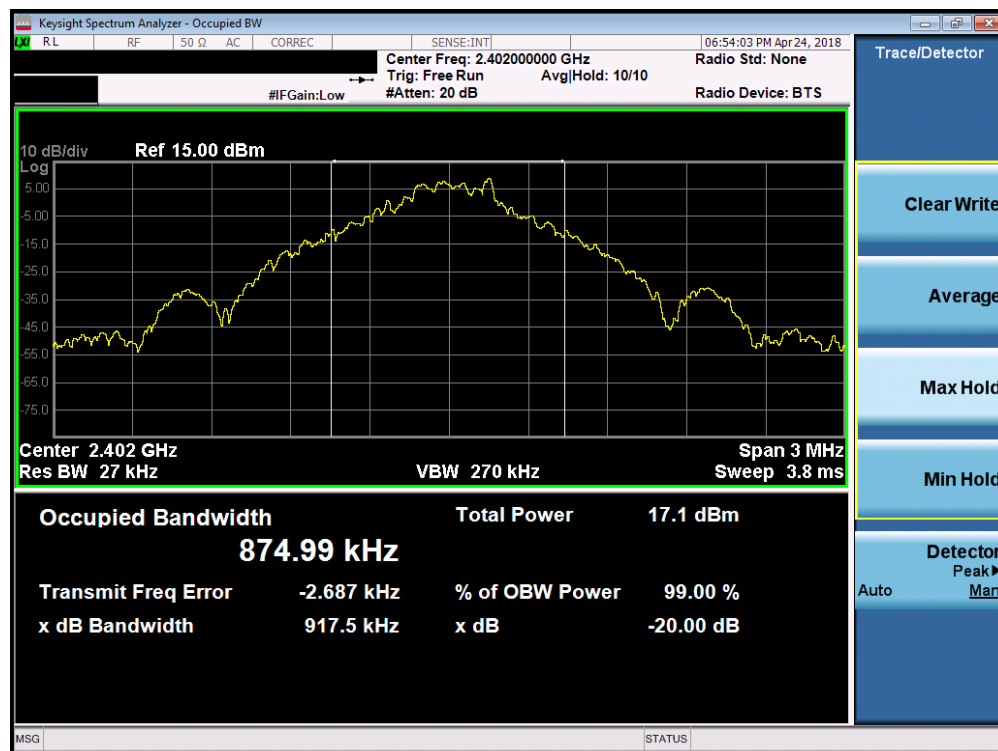 Keysight Spectrum Analyzer - Occupied BW
LXI RL RF 50 Ω AC CORREC SENSE:INT 06:54:03 PM Apr 24, 2018
Center Freq: 2.402000000 GHz Radio Std: None
Trig: Free Run Avg|Hold: 10/10
#IFGain:Low #Atten: 20 dB Radio Device: BTS
10 dB/div Ref 15.00 dBm
Log
5.00
-5.00
-15.0
-25.0
-35.0
-45.0
-55.0
-65.0
-75.0
Center 2.402 GHz Span 3 MHz
Res BW 27 kHz VBW 270 kHz Sweep 3.8 ms
Occupied Bandwidth Total Power 17.1 dBm
874.99 kHz
Transmit Freq Error -2.687 kHz % of OBW Power 99.00 %
x dB Bandwidth 917.5 kHz x dB -20.00 dB
MSG STATUS
Trace/Detector
Clear Write
Average
Max Hold
Min Hold
Detector
Peak
Auto Man